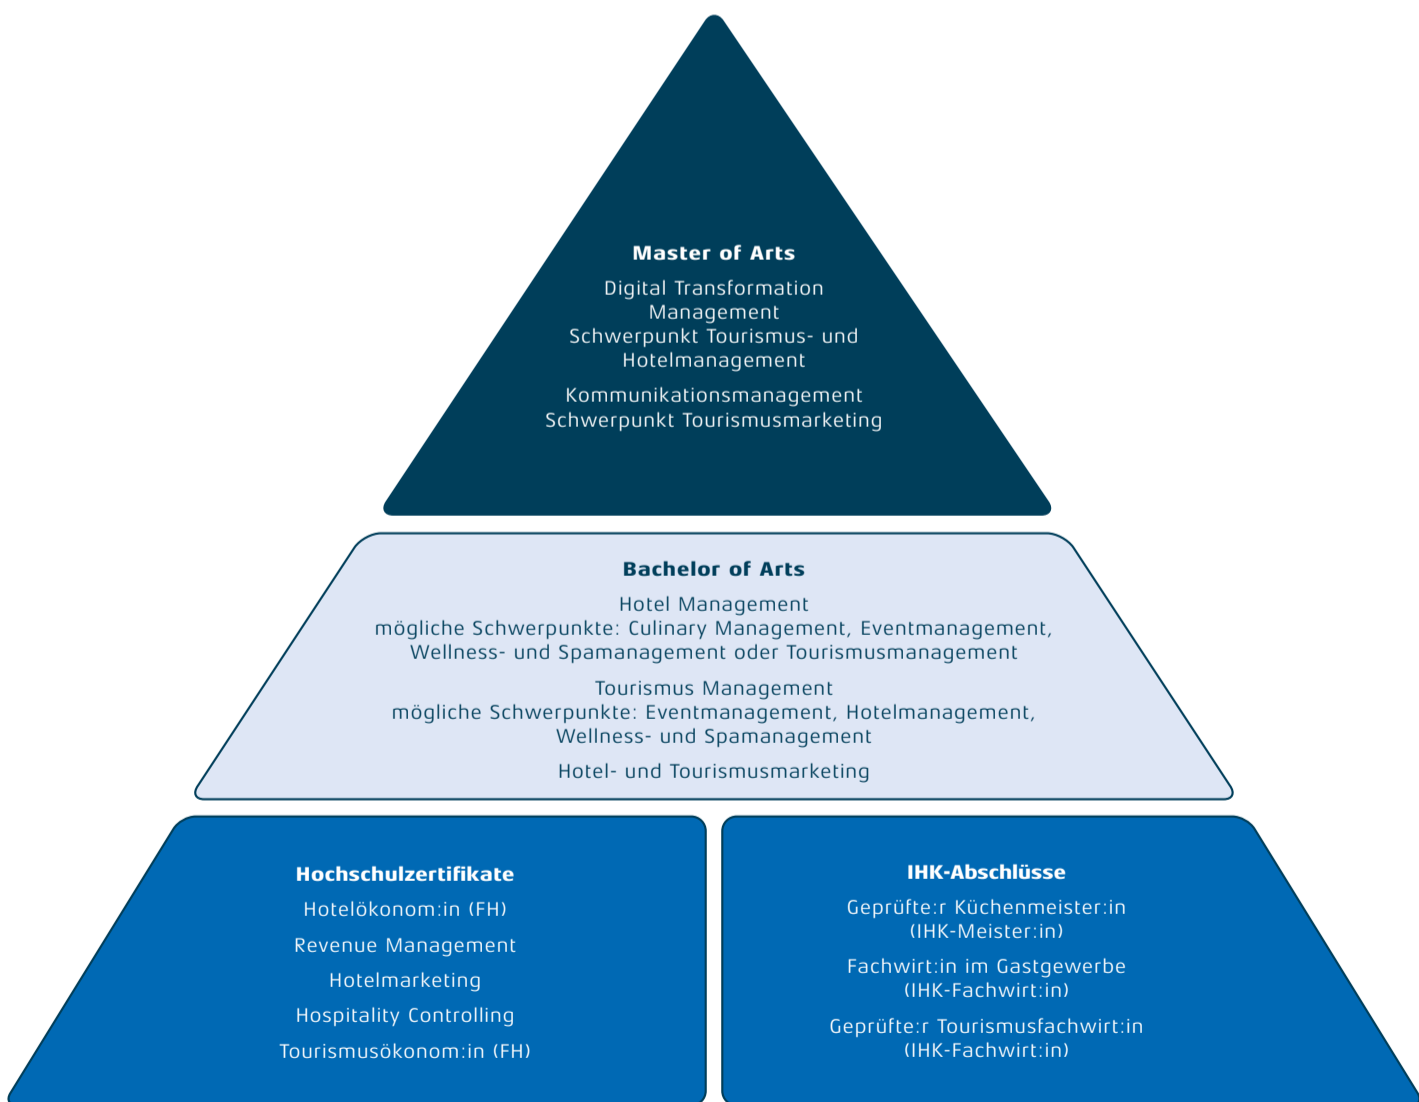 Master of Arts
Digital Transformation
Management
Schwerpunkt Tourismus- und
Hotelmanagement
Kommunikationsmanagement
Schwerpunkt Tourismusmarketing
Bachelor of Arts
Hotel Management
mögliche Schwerpunkte: Culinary Management, Eventmanagement,
Wellness- und Spamanagement oder Tourismusmanagement
Tourismus Management
mögliche Schwerpunkte: Eventmanagement, Hotelmanagement,
Wellness- und Spamanagement
Hotel- und Tourismusmarketing
Hochschulzertifikate
Hotelökonom:in (FH)
Revenue Management
Hotelmarketing
Hospitality Controlling
Tourismusökonom:in (FH)
IHK-Abschlüsse
Geprüfte:r Küchenmeister:in
(IHK-Meister:in)
Fachwirt:in im Gastgewerbe
(IHK-Fachwirt:in)
Geprüfte:r Tourismusfachwirt:in
(IHK-Fachwirt:in)